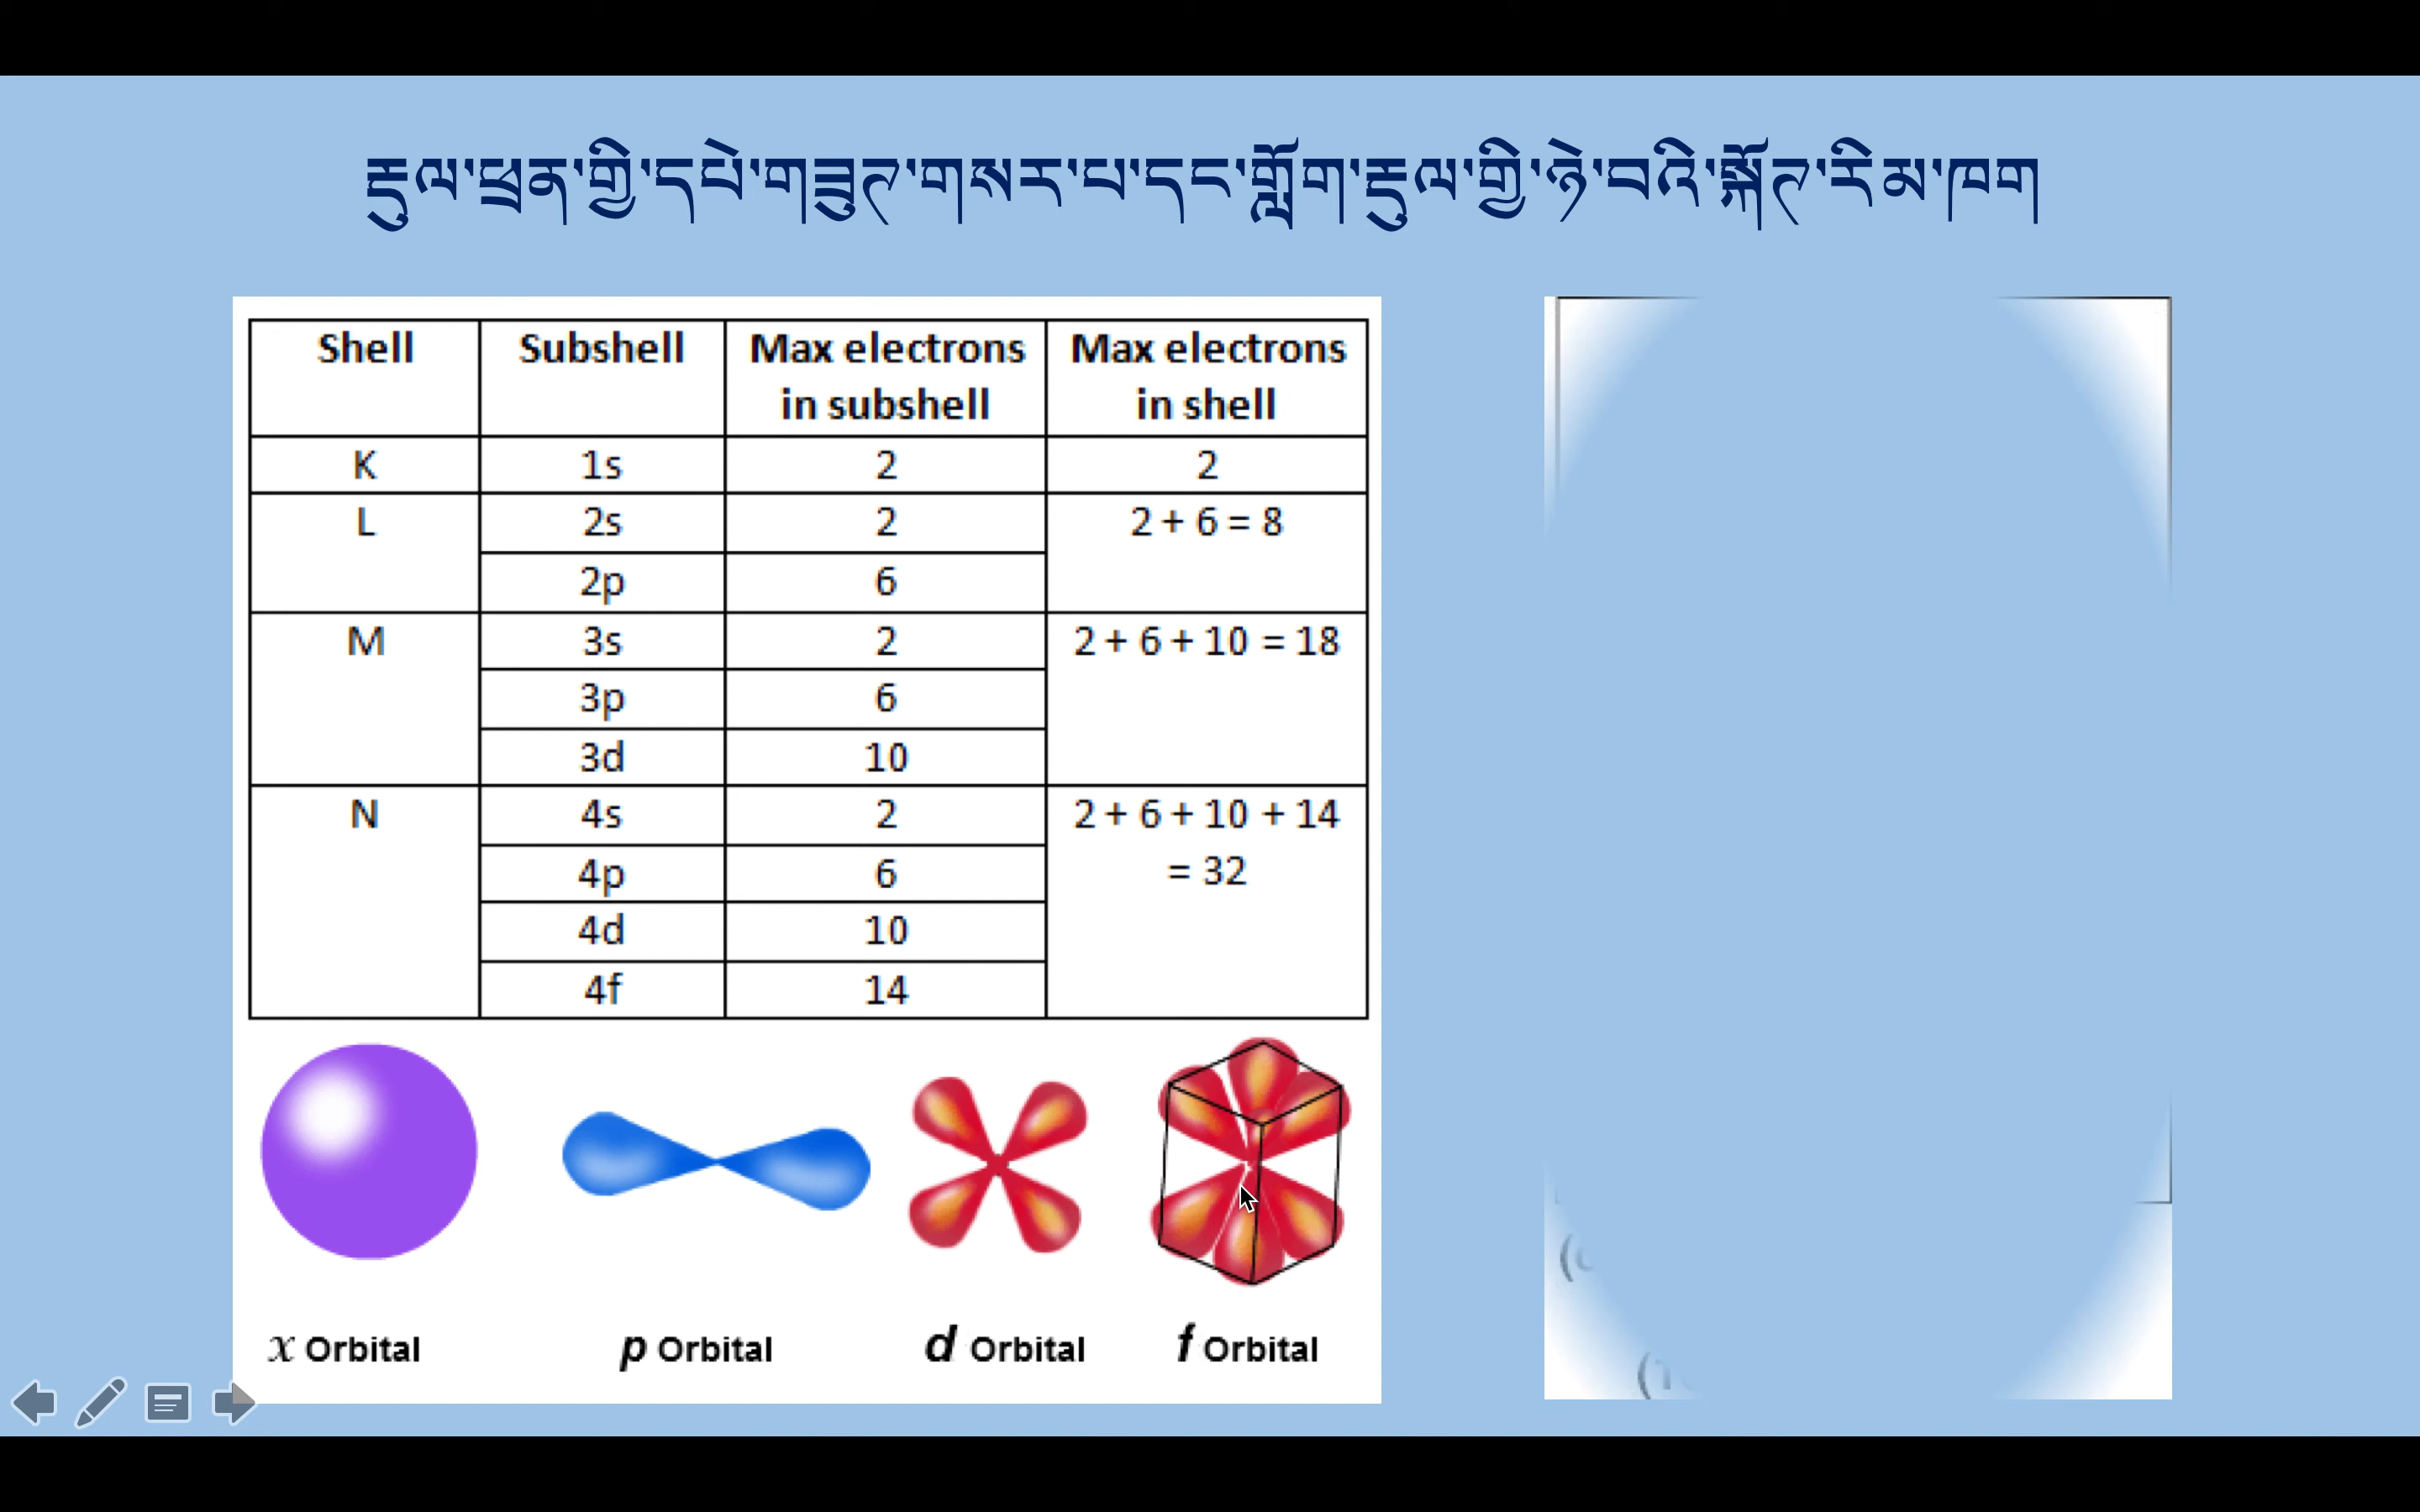 རྡུལ་ཕྲན་གྱི་དཔེ་གཟུང་གསར་པ་དང་གློག་རྡུལ་གྱི་ཉེ་བའི་སྐོང་རིམ་ཁག
Shell Subshell Max electrons in subshell Max electrons in shell
K 1s 2 2
L 2s 2 2 + 6 = 8
2p 6
M 3s 2 2 + 6 + 10 = 18
3p 6
3d 10
N 4s 2 2 + 6 + 10 + 14
4p 6 = 32
4d 10
4f 14
x Orbital p Orbital d Orbital f Orbital